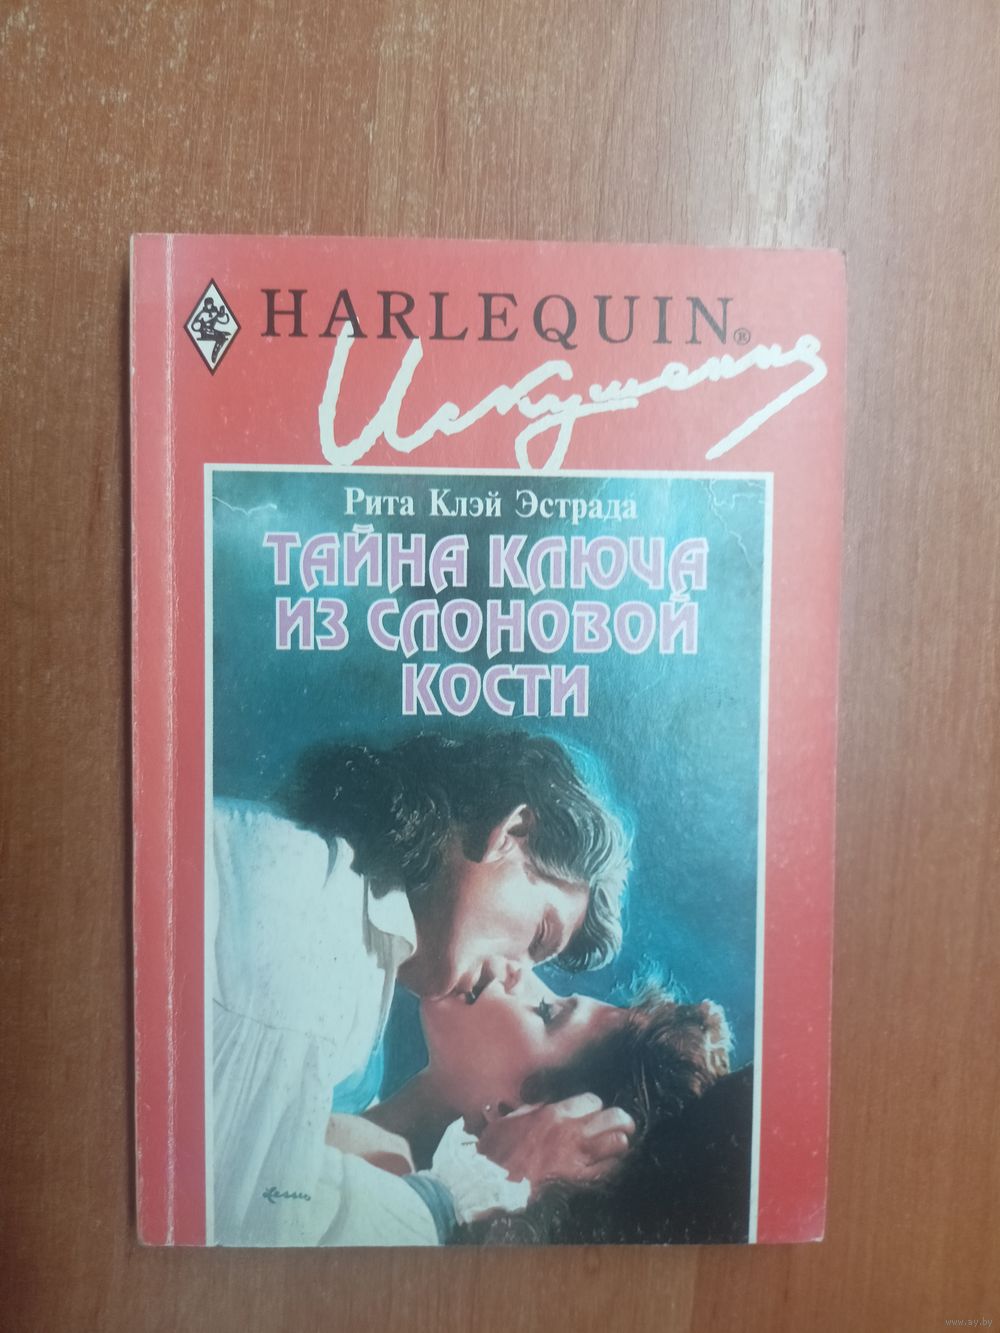 HARLEQUIN®
Искушение
Рита Клэй Эстрада
ТАЙНА КЛЮЧА
ИЗ СЛОНОВОЙ
КОСТИ
www.ay.by